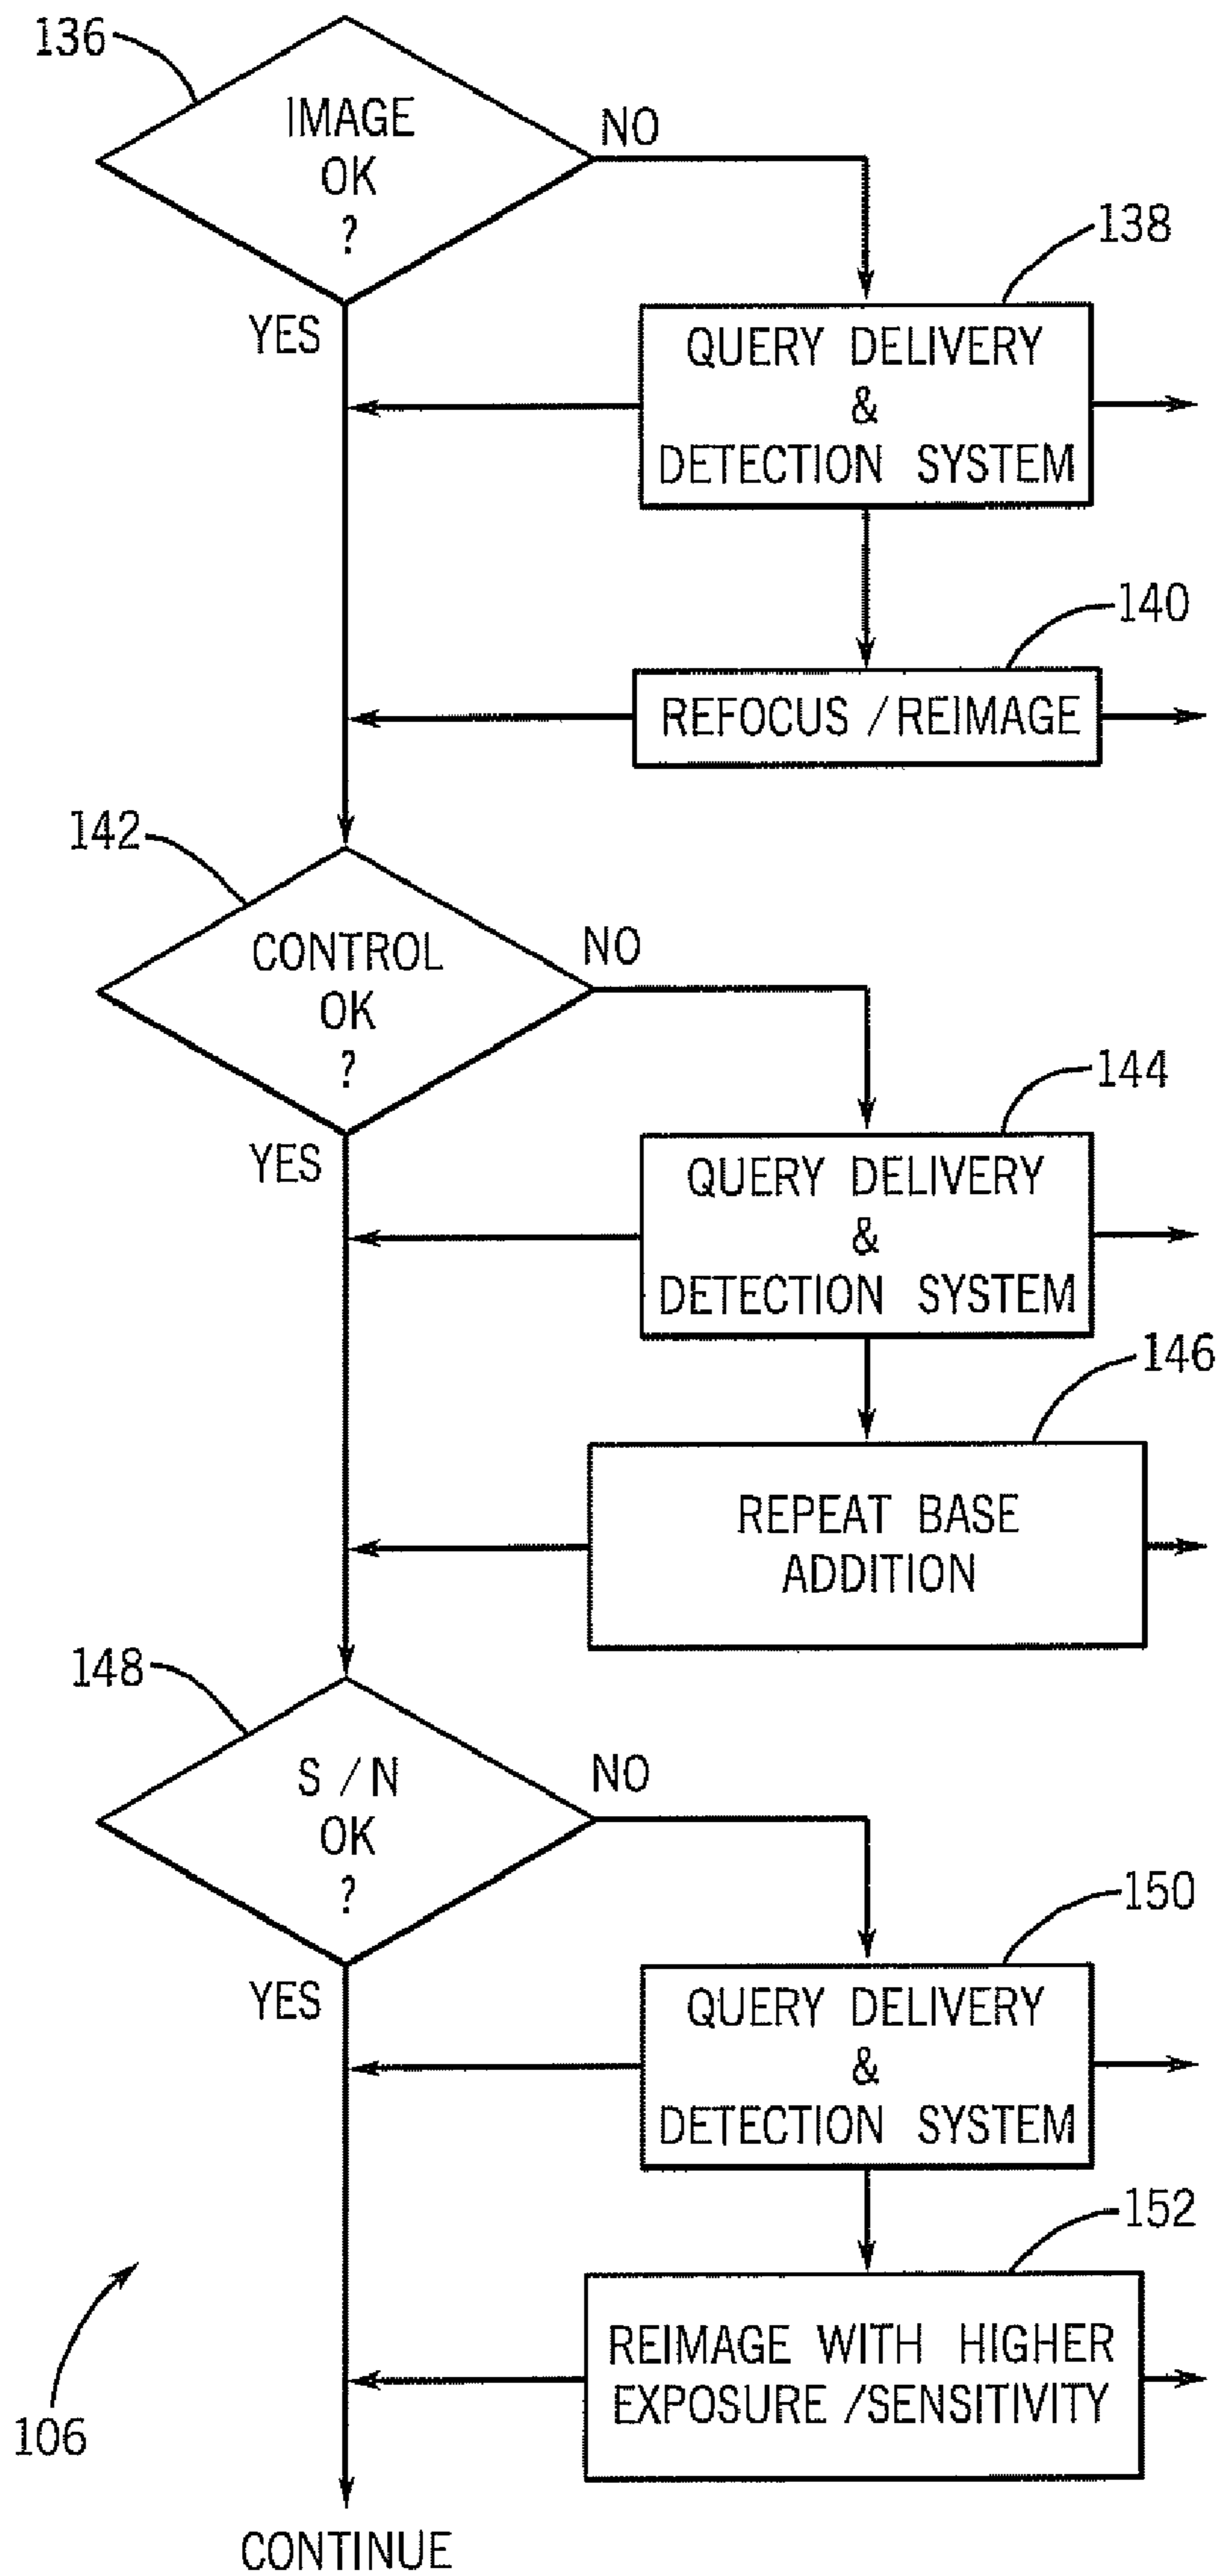 136
IMAGE
OK
?
NO
YES
138
QUERY DELIVERY
&
DETECTION SYSTEM
140
REFOCUS / REIMAGE
142
CONTROL
OK
?
NO
YES
144
QUERY DELIVERY
&
DETECTION SYSTEM
146
REPEAT BASE
ADDITION
148
S / N
OK
?
NO
YES
150
QUERY DELIVERY
&
DETECTION SYSTEM
152
REIMAGE WITH HIGHER
EXPOSURE / SENSITIVITY
106
CONTINUE